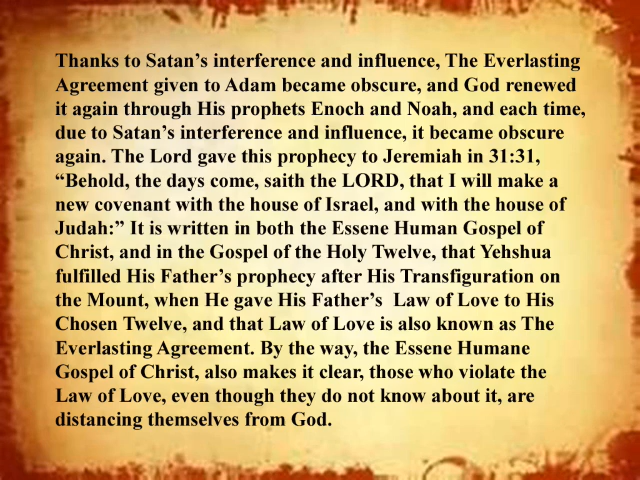 Thanks to Satan’s interference and influence, The Everlasting
Agreement given to Adam became obscure, and God renewed
it again through His prophets Enoch and Noah, and each time,
due to Satan’s interference and influence, it became obscure
again. The Lord gave this prophecy to Jeremiah in 31:31,
“Behold, the days come, saith the LORD, that I will make a
new covenant with the house of Israel, and with the house of
Judah:” It is written in both the Essene Human Gospel of
Christ, and in the Gospel of the Holy Twelve, that Yehshua
fulfilled His Father’s prophecy after His Transfiguration on
the Mount, when He gave His Father’s  Law of Love to His
Chosen Twelve, and that Law of Love is also known as The
Everlasting Agreement. By the way, the Essene Humane
Gospel of Christ, also makes it clear, those who violate the
Law of Love, even though they do not know about it, are
distancing themselves from God.